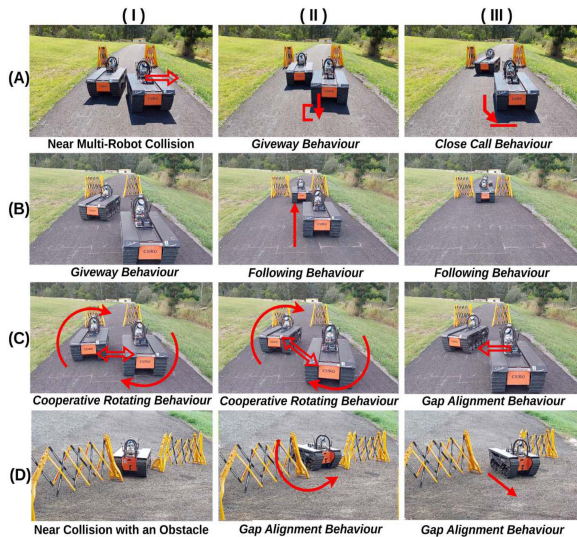 ( I ) ( II ) ( III )
(A)
Near Multi-Robot Collision Giveway Behaviour Close Call Behaviour
(B)
Giveway Behaviour Following Behaviour Following Behaviour
(C)
Cooperative Rotating Behaviour Cooperative Rotating Behaviour Gap Alignment Behaviour
(D)
Near Collision with an Obstacle Gap Alignment Behaviour Gap Alignment Behaviour